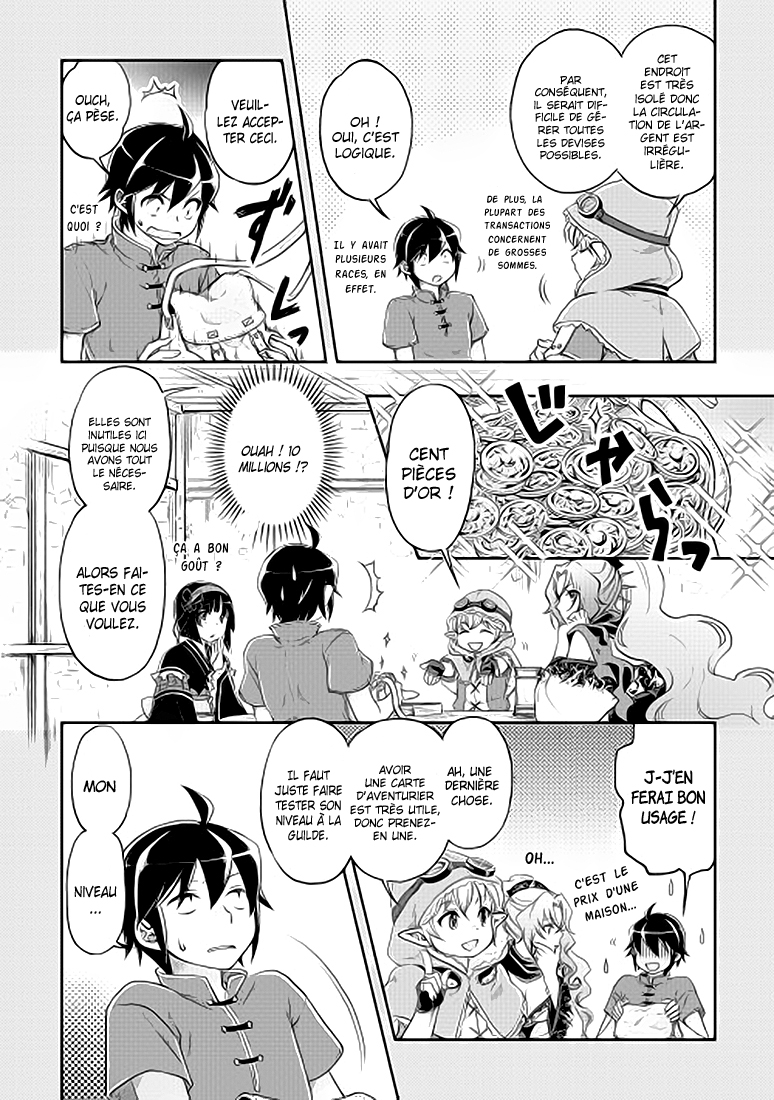 CET
ENDROIT
EST TRÈS
ISOLÉ DONC
LA CIRCULA-
TION DE L'AR-
GENT EST
IRRÉGU-
LIÈRE.
PAR
CONSÉQUENT,
IL SERAIT DIF-
FICILE DE GÉ-
RER TOUTES
LES DEVISES
POSSIBLES.
DE PLUS, LA
PLUPART DES
TRANSACTIONS
CONCERNENT
DE GROSSES
SOMMES.
OH !
OUI, C'EST
LOGIQUE.
IL Y AVAIT
PLUSIEURS
RACES, EN
EFFET.
VEUIL-
LEZ ACCEP-
TER CECI.
OUCH,
ÇA PÈSE.
C'EST
QUOI ?
じゃらっ
CENT
PIÈCES
D'OR !
OUAH ! 10
MILLIONS !?
ELLES SONT
INUTILES ICI
PUISQUE NOUS
AVONS TOUT
LE NÉCES-
SAIRE.
ALORS FAI-
TES-EN CE
QUE VOUS
VOULEZ.
ÇA A BON
GOÛT ?
J-J'EN
FERAI BON
USAGE !
C'EST LE
PRIX D'UNE
MAISON...
OH...
AH, UNE
DERNIÈRE
CHOSE.
AVOIR
UNE CARTE
D'AVENTURIER
EST TRÈS UTILE,
DONC PRENEZ-
EN UNE.
IL FAUT
JUSTE FAIRE
TESTER SON
NIVEAU À LA
GUILDE.
MON
NIVEAU
...